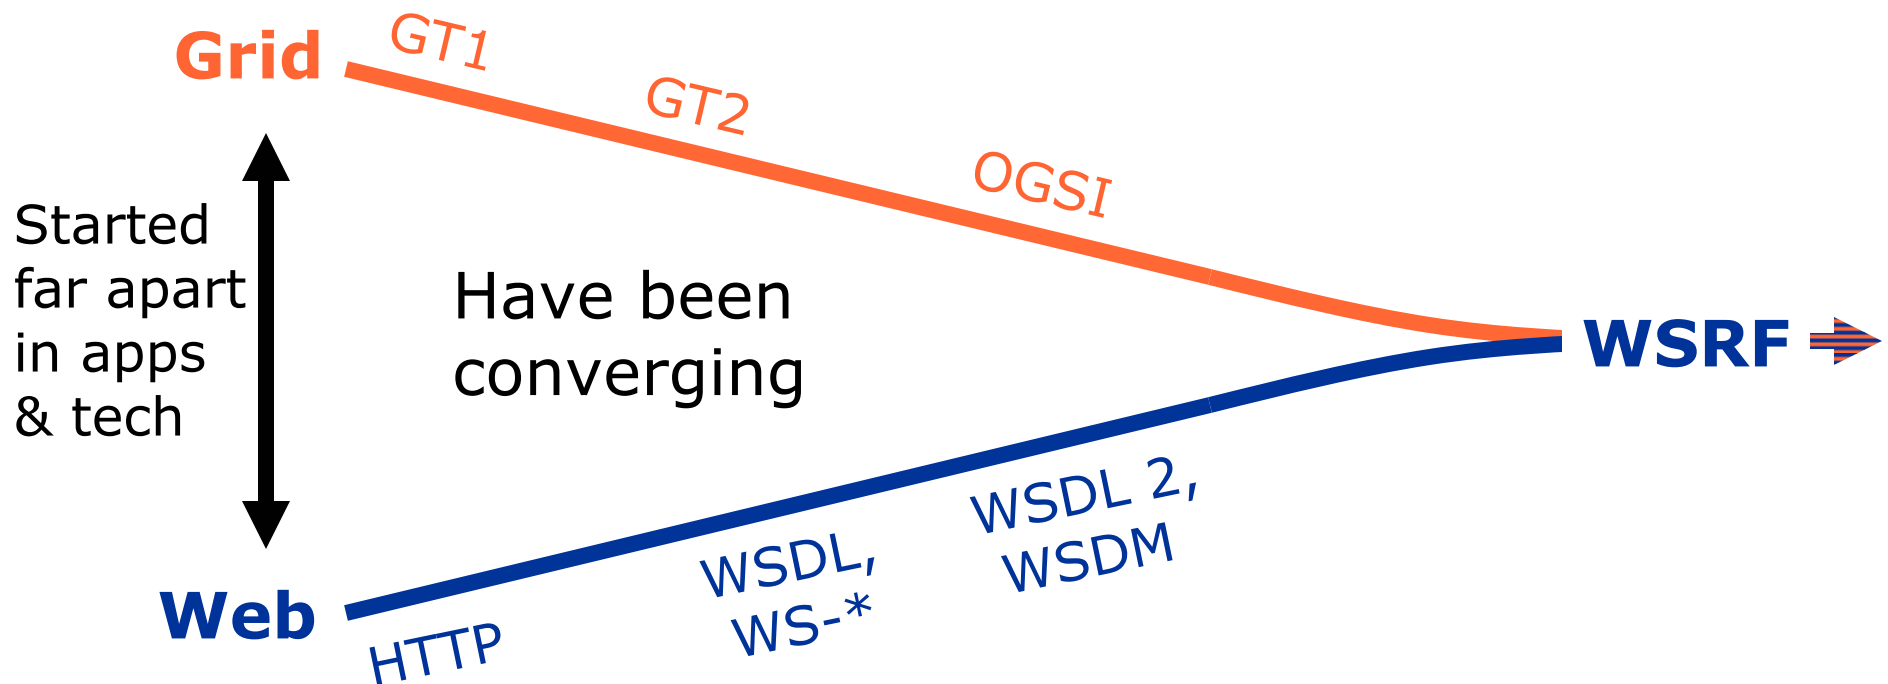 Grid
GT1
GT2
OGSI
Started
far apart
in apps
& tech
Have been
converging
WSRF
WSDL 2,
WSDM
WSDL,
WS-*
Web
HTTP